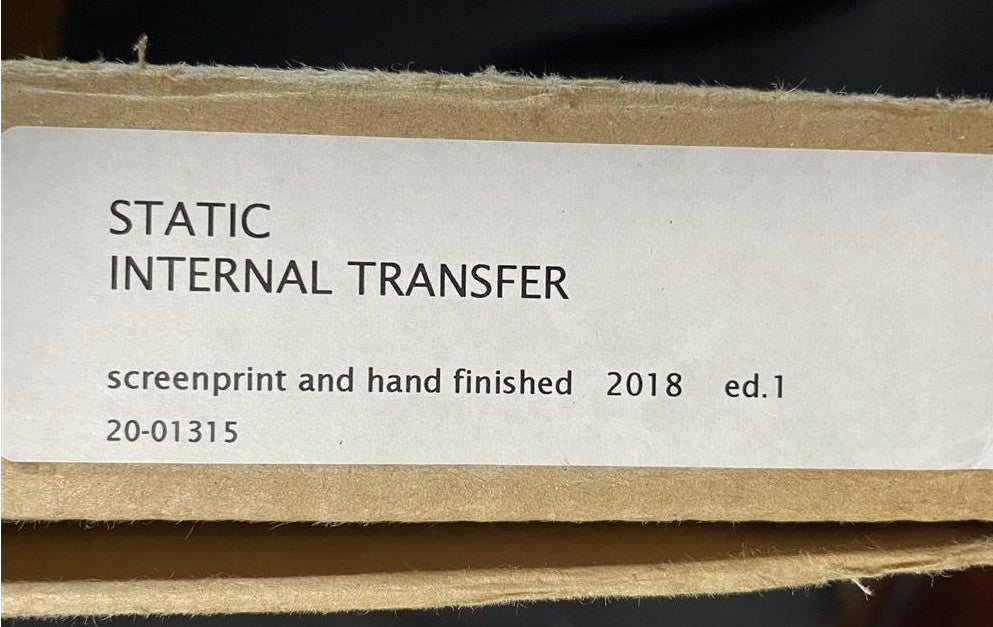 STATIC
INTERNAL TRANSFER
screenprint and hand finished 2018 ed.1
20-01315